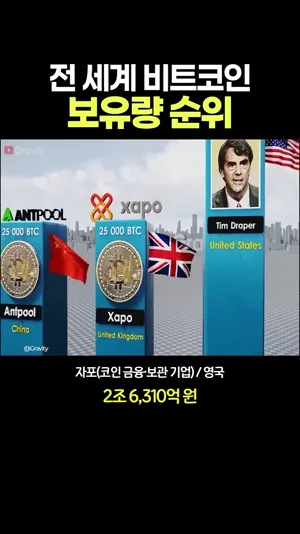 전 세계 비트코인
보유량 순위
Gravity
ANTPOOL
xapo
25 000 BTC
25 000 BTC
Antpool
China
Xapo
United Kingdom
Tim Draper
United States
@Gravity
자포(코인 금융·보관 기업) / 영국
2조 6,310억 원